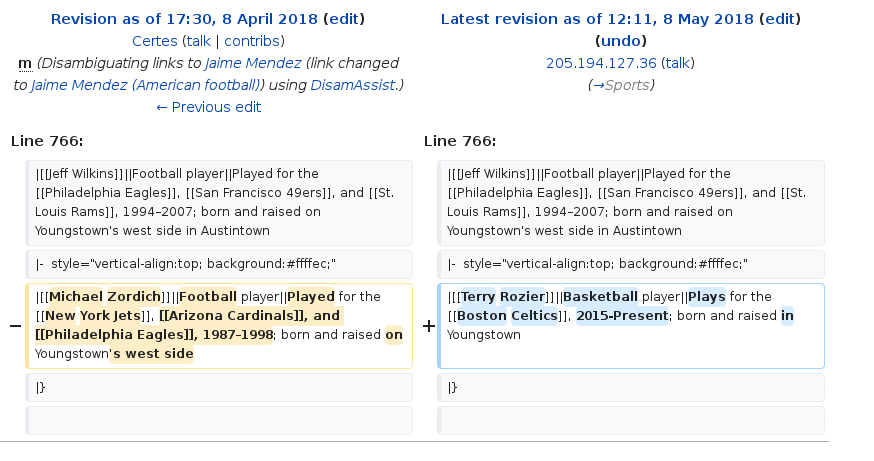 Revision as of 17:30, 8 April 2018 (edit)
Certes (talk | contribs)
m (Disambiguating links to Jaime Mendez (link changed
to Jaime Mendez (American football)) using DisamAssist.)
← Previous edit
Latest revision as of 12:11, 8 May 2018 (edit)
(undo)
205.194.127.36 (talk)
(→Sports)
Line 766:
Line 766:
|[[Jeff Wilkins]]||Football player||Played for the
[[Philadelphia Eagles]], [[San Francisco 49ers]], and [[St.
Louis Rams]], 1994–2007; born and raised on
Youngstown's west side in Austintown
|[[Jeff Wilkins]]||Football player||Played for the
[[Philadelphia Eagles]], [[San Francisco 49ers]], and [[St.
Louis Rams]], 1994–2007; born and raised on
Youngstown's west side in Austintown
|- style="vertical-align:top; background:#ffffec;"
|- style="vertical-align:top; background:#ffffec;"
−
|[[Michael Zordich]]||Football player||Played for the
[[New York Jets]], [[Arizona Cardinals]], and
[[Philadelphia Eagles]], 1987-1998; born and raised on
Youngstown's west side
+
|[[Terry Rozier]]||Basketball player||Plays for the
[[Boston Celtics]], 2015-Present; born and raised in
Youngstown
|}
|}